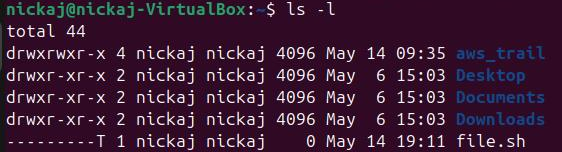 nickaj@nickaj-VirtualBox:~$ ls -l
total 44
drwxrwxr-x 4 nickaj nickaj 4096 May 14 09:35 aws_trail
drwxr-xr-x 2 nickaj nickaj 4096 May  6 15:03 Desktop
drwxr-xr-x 2 nickaj nickaj 4096 May  6 15:03 Documents
drwxr-xr-x 2 nickaj nickaj 4096 May  6 15:03 Downloads
---------T 1 nickaj nickaj    0 May 14 19:11 file.sh